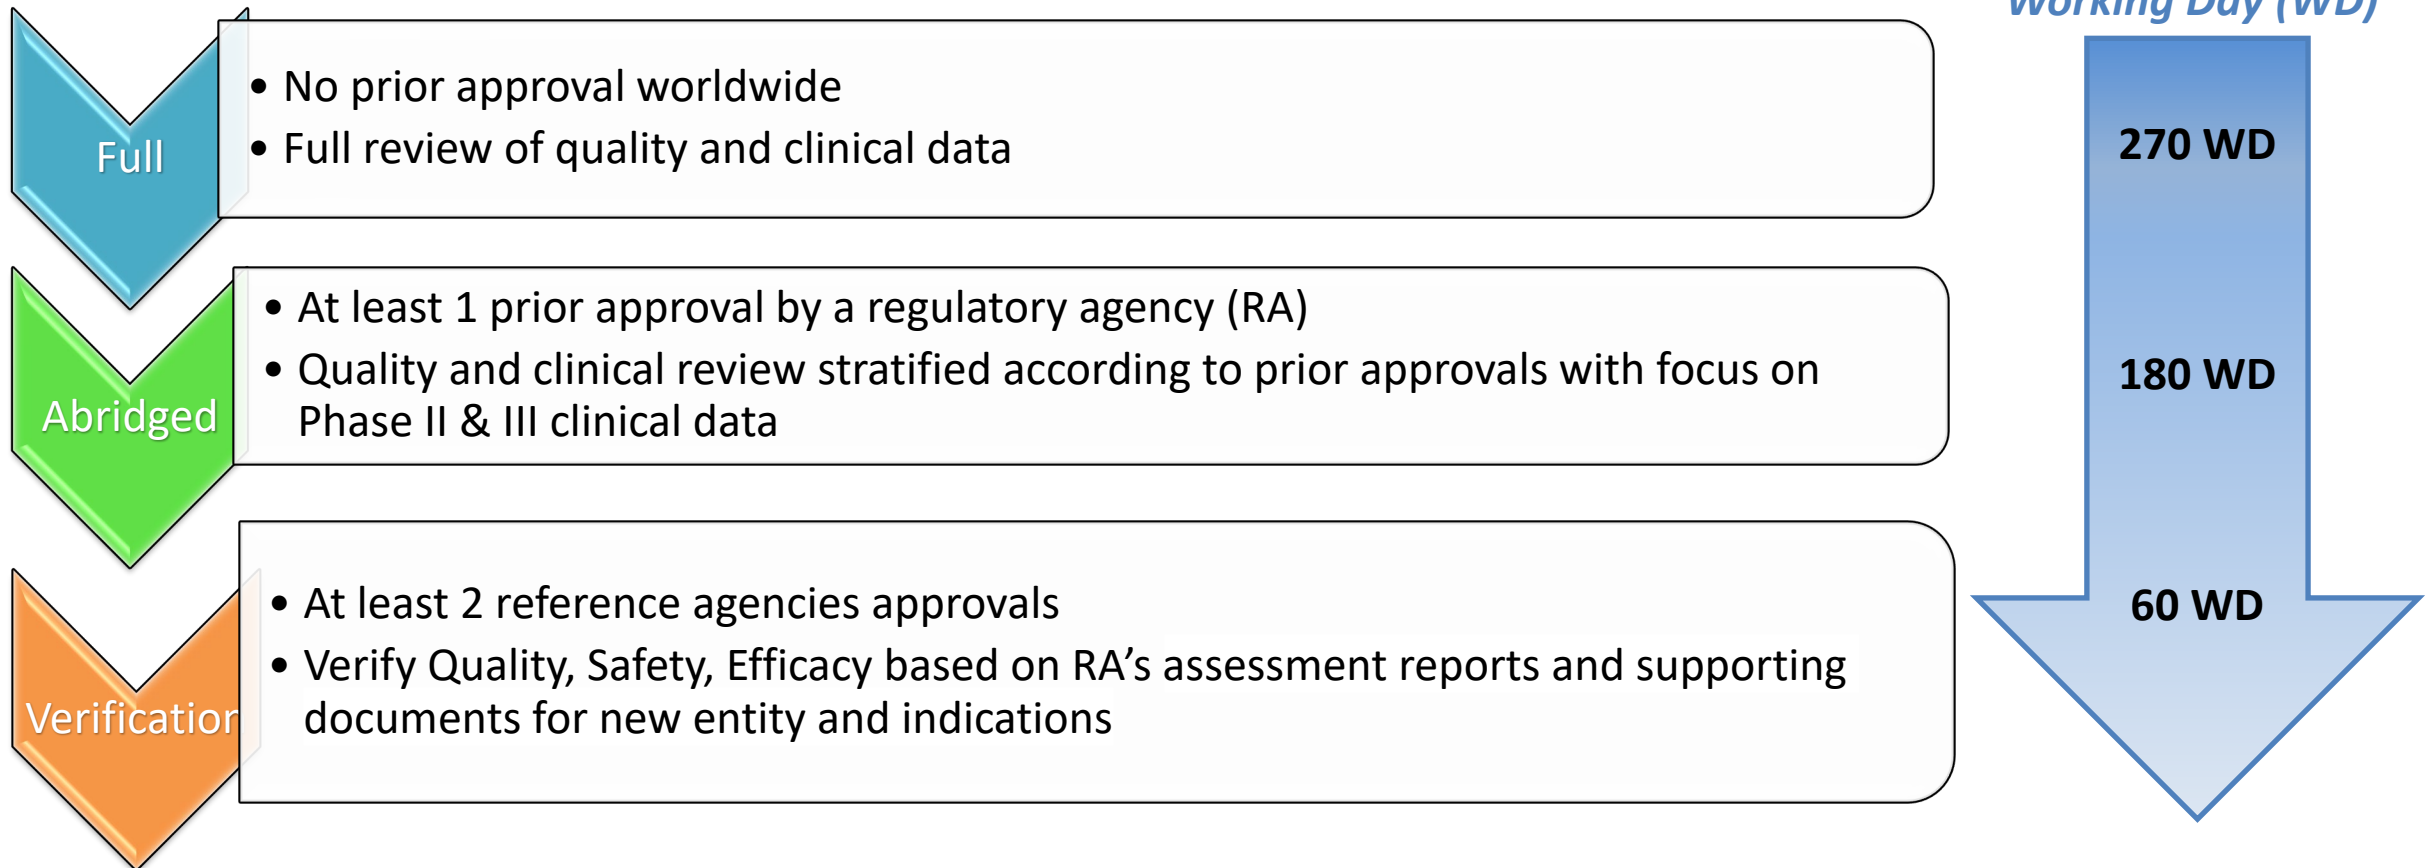 Working Day (WD)
• No prior approval worldwide
• Full review of quality and clinical data
Full
270 WD
• At least 1 prior approval by a regulatory agency (RA)
• Quality and clinical review stratified according to prior approvals with focus on
Phase II & III clinical data
Abridged
180 WD
• At least 2 reference agencies approvals
• Verify Quality, Safety, Efficacy based on RA’s assessment reports and supporting
documents for new entity and indications
Verification
60 WD